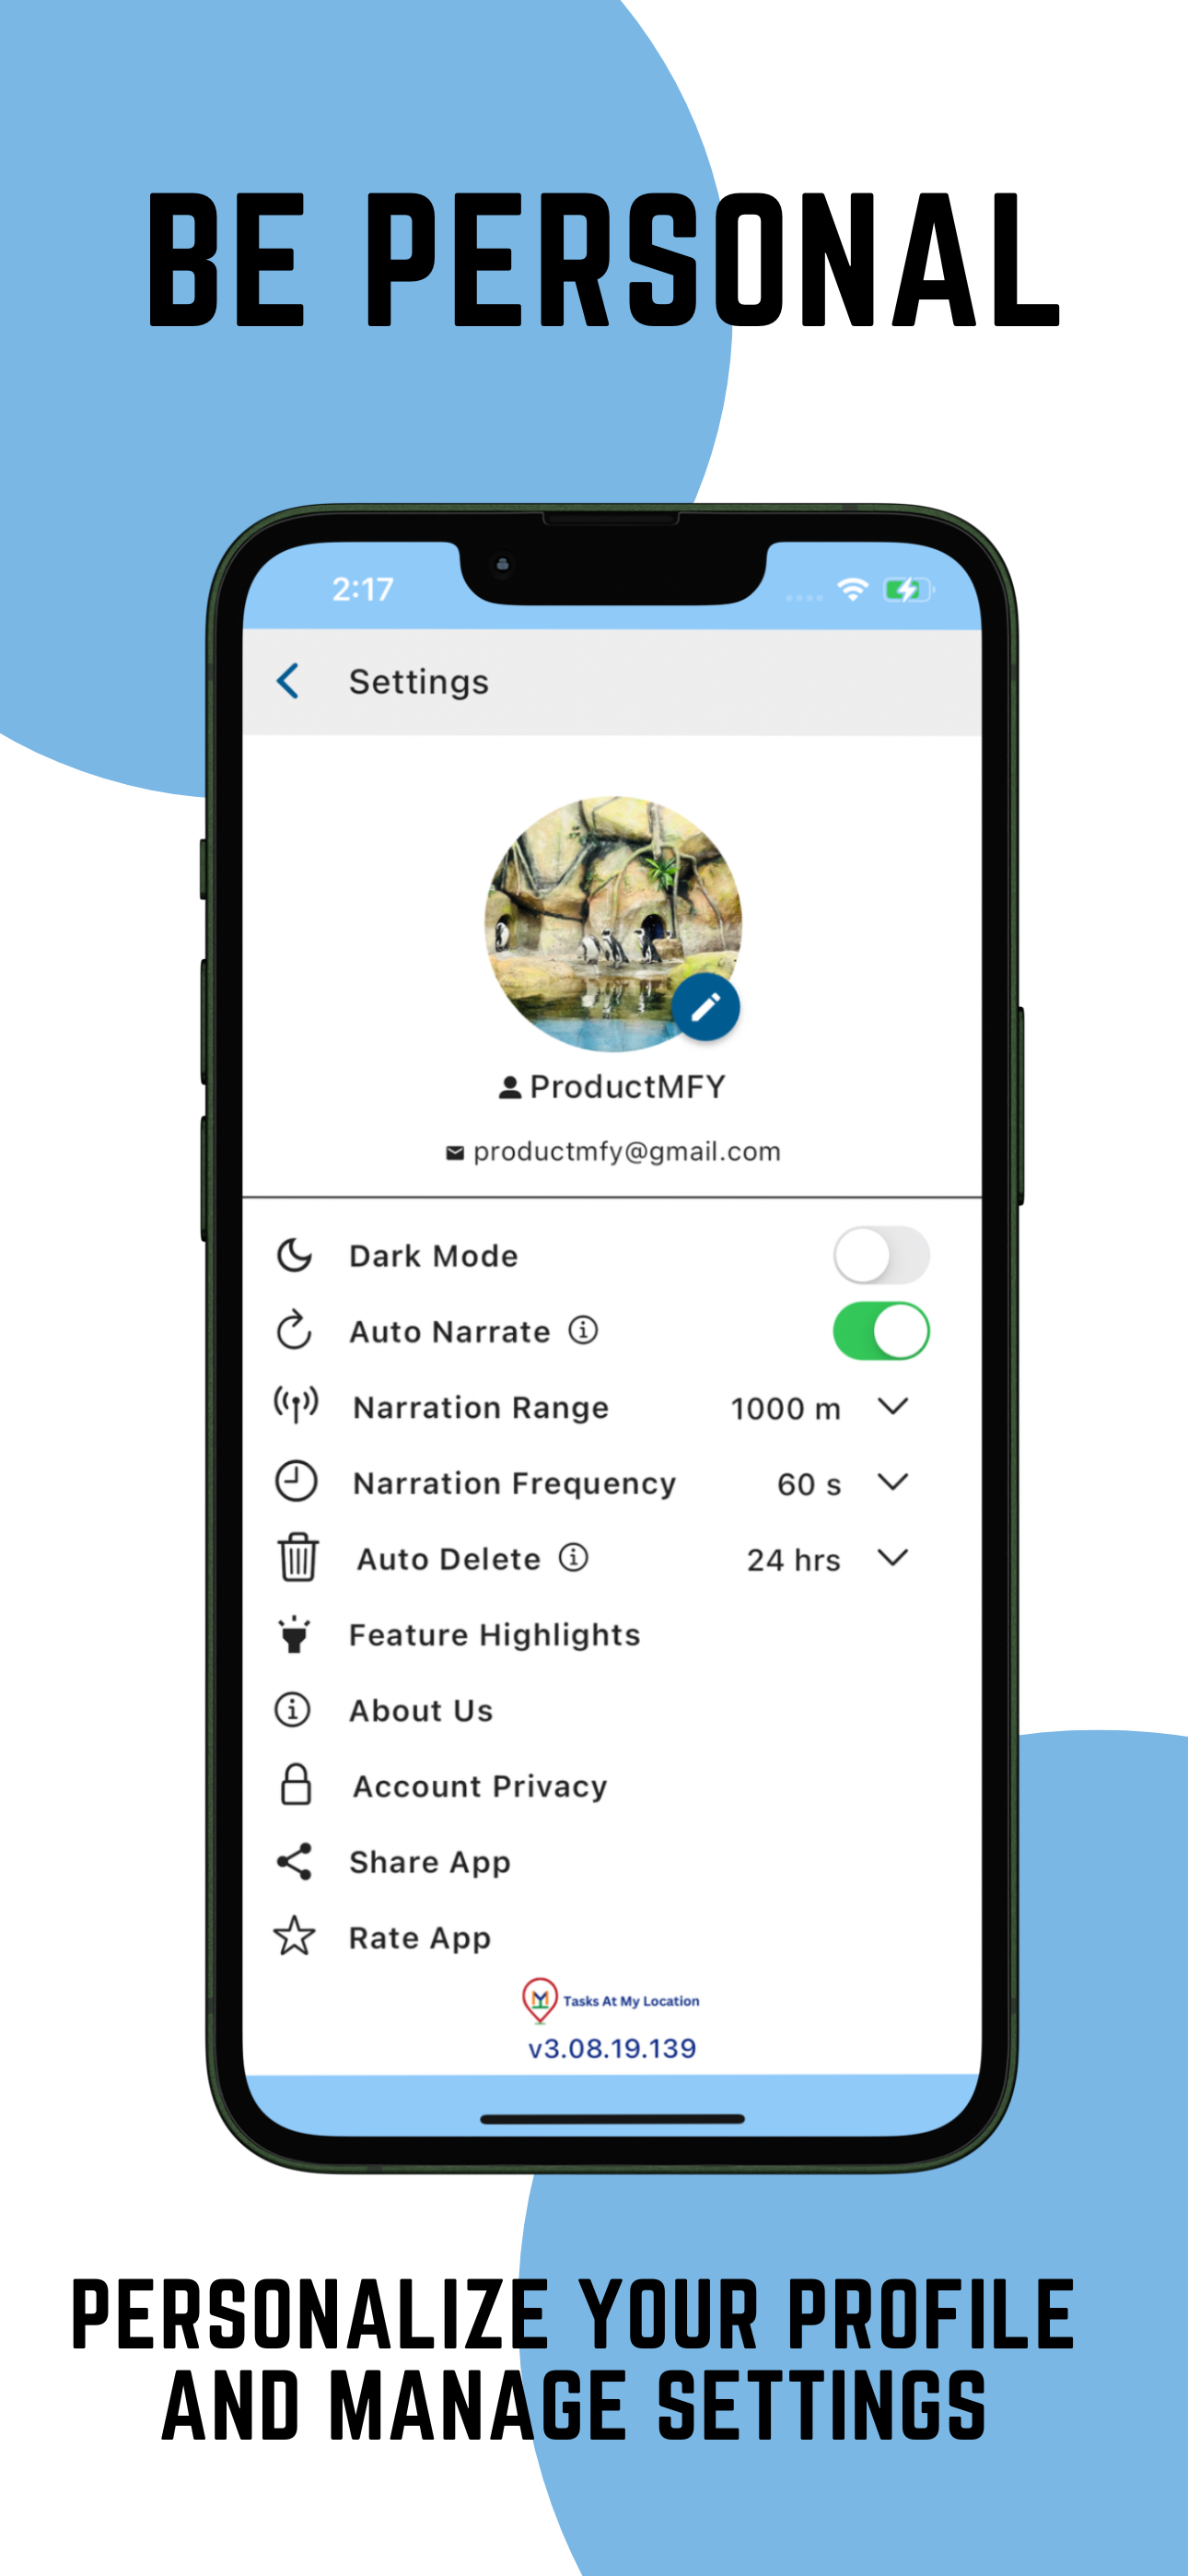 BE PERSONAL
2:17
Settings
ProductMFY
productmfy@gmail.com
Dark Mode
Auto Narrate
Narration Range 1000 m
Narration Frequency 60 s
Auto Delete 24 hrs
Feature Highlights
About Us
Account Privacy
Share App
Rate App
Tasks At My Location
v3.08.19.139
PERSONALIZE YOUR PROFILE
AND MANAGE SETTINGS